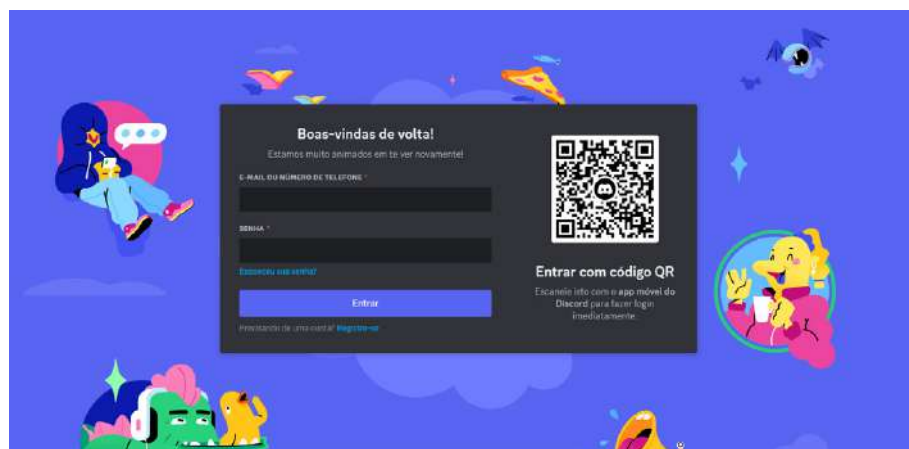 Boas-vindas de volta!
Estamos muito animados em te ver novamente!
E-MAIL OU NÚMERO DE TELEFONE *
SENHA *
Esqueceu sua senha?
Entrar
Precisando de uma conta? Registre-se
Entrar com código QR
Escaneie isto com o app móvel do
Discord para fazer login
imediatamente.